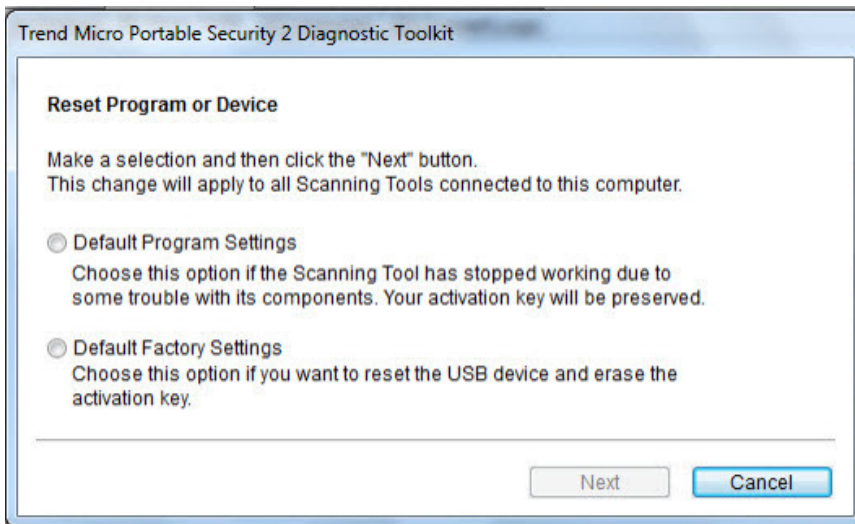 Trend Micro Portable Security 2 Diagnostic Toolkit
Reset Program or Device
Make a selection and then click the "Next" button.
This change will apply to all Scanning Tools connected to this computer.
Default Program Settings
Choose this option if the Scanning Tool has stopped working due to
some trouble with its components. Your activation key will be preserved.
Default Factory Settings
Choose this option if you want to reset the USB device and erase the
activation key.
Next
Cancel